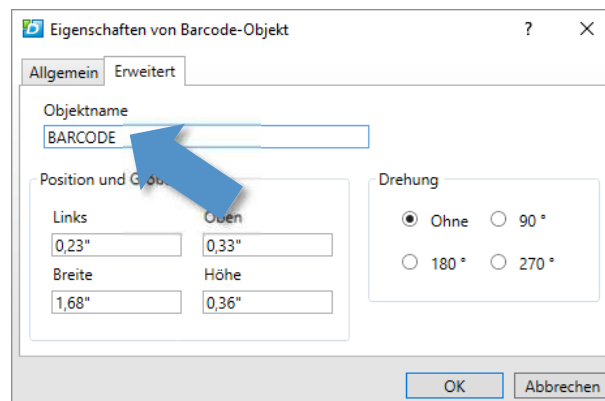 Eigenschaften von Barcode-Objekt
Allgemein Erweitert
Objektname
BARCODE
Position und
Drehung
Links Oben
0,23" 0,33"
Breite Höhe
1,68" 0,36"
Ohne 90 °
180 ° 270 °
OK Abbrechen